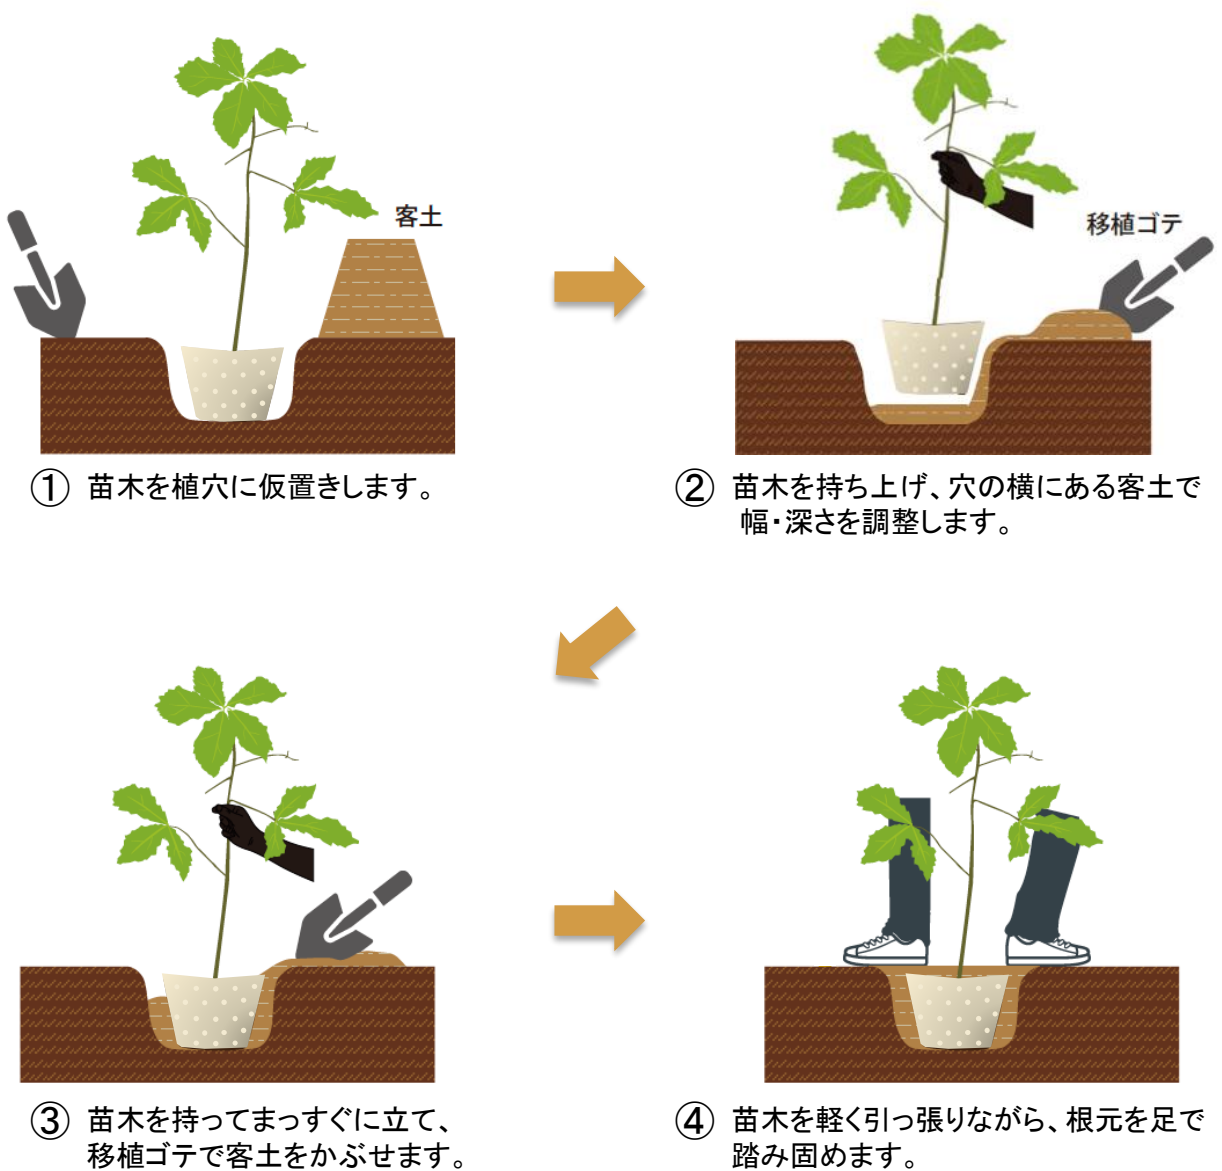 客土
移植ゴテ
① 苗木を植穴に仮置きします。
② 苗木を持ち上げ、穴の横にある客土で
幅・深さを調整します。
③ 苗木を持ってまっすぐに立て、
移植ゴテで客土をかぶせます。
④ 苗木を軽く引っ張りながら、根元を足で
踏み固めます。